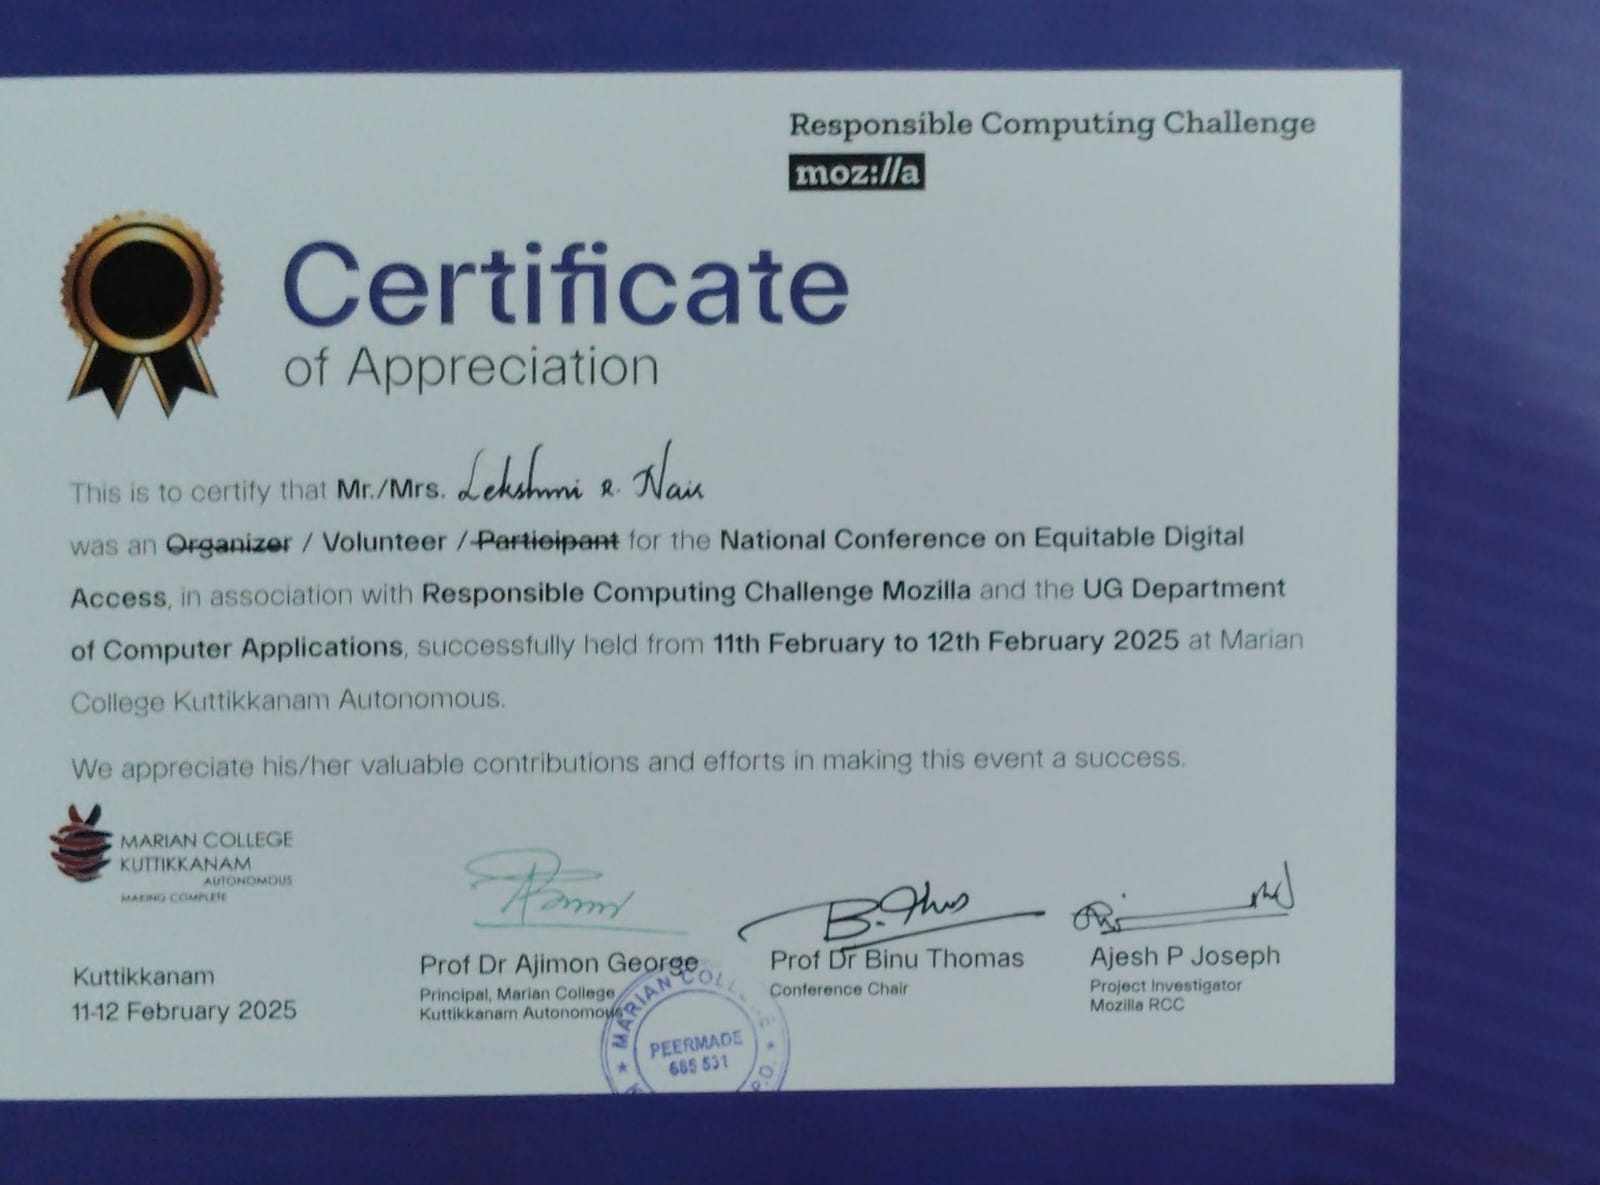 Responsible Computing Challenge
moz://a
Certificate
of Appreciation
This is to certify that Mr./Mrs. Lekshmi R. Nair
was an Organizer / Volunteer / Participant for the National Conference on Equitable Digital
Access, in association with Responsible Computing Challenge Mozilla and the UG Department
of Computer Applications, successfully held from 11th February to 12th February 2025 at Marian
College Kuttikkanam Autonomous.
We appreciate his/her valuable contributions and efforts in making this event a success.
MARIAN COLLEGE
KUTTIKKANAM
AUTONOMOUS
MAKING COMPLETE
Kuttikkanam
11-12 February 2025
Prof Dr Ajimon George
Principal, Marian College
Kuttikkanam Autonomous
B. Thos
Prof Dr Binu Thomas
Conference Chair
Ajesh P Joseph
Project Investigator
Mozilla RCC
MARIAN COLLEGE
PEERMADE
685 531